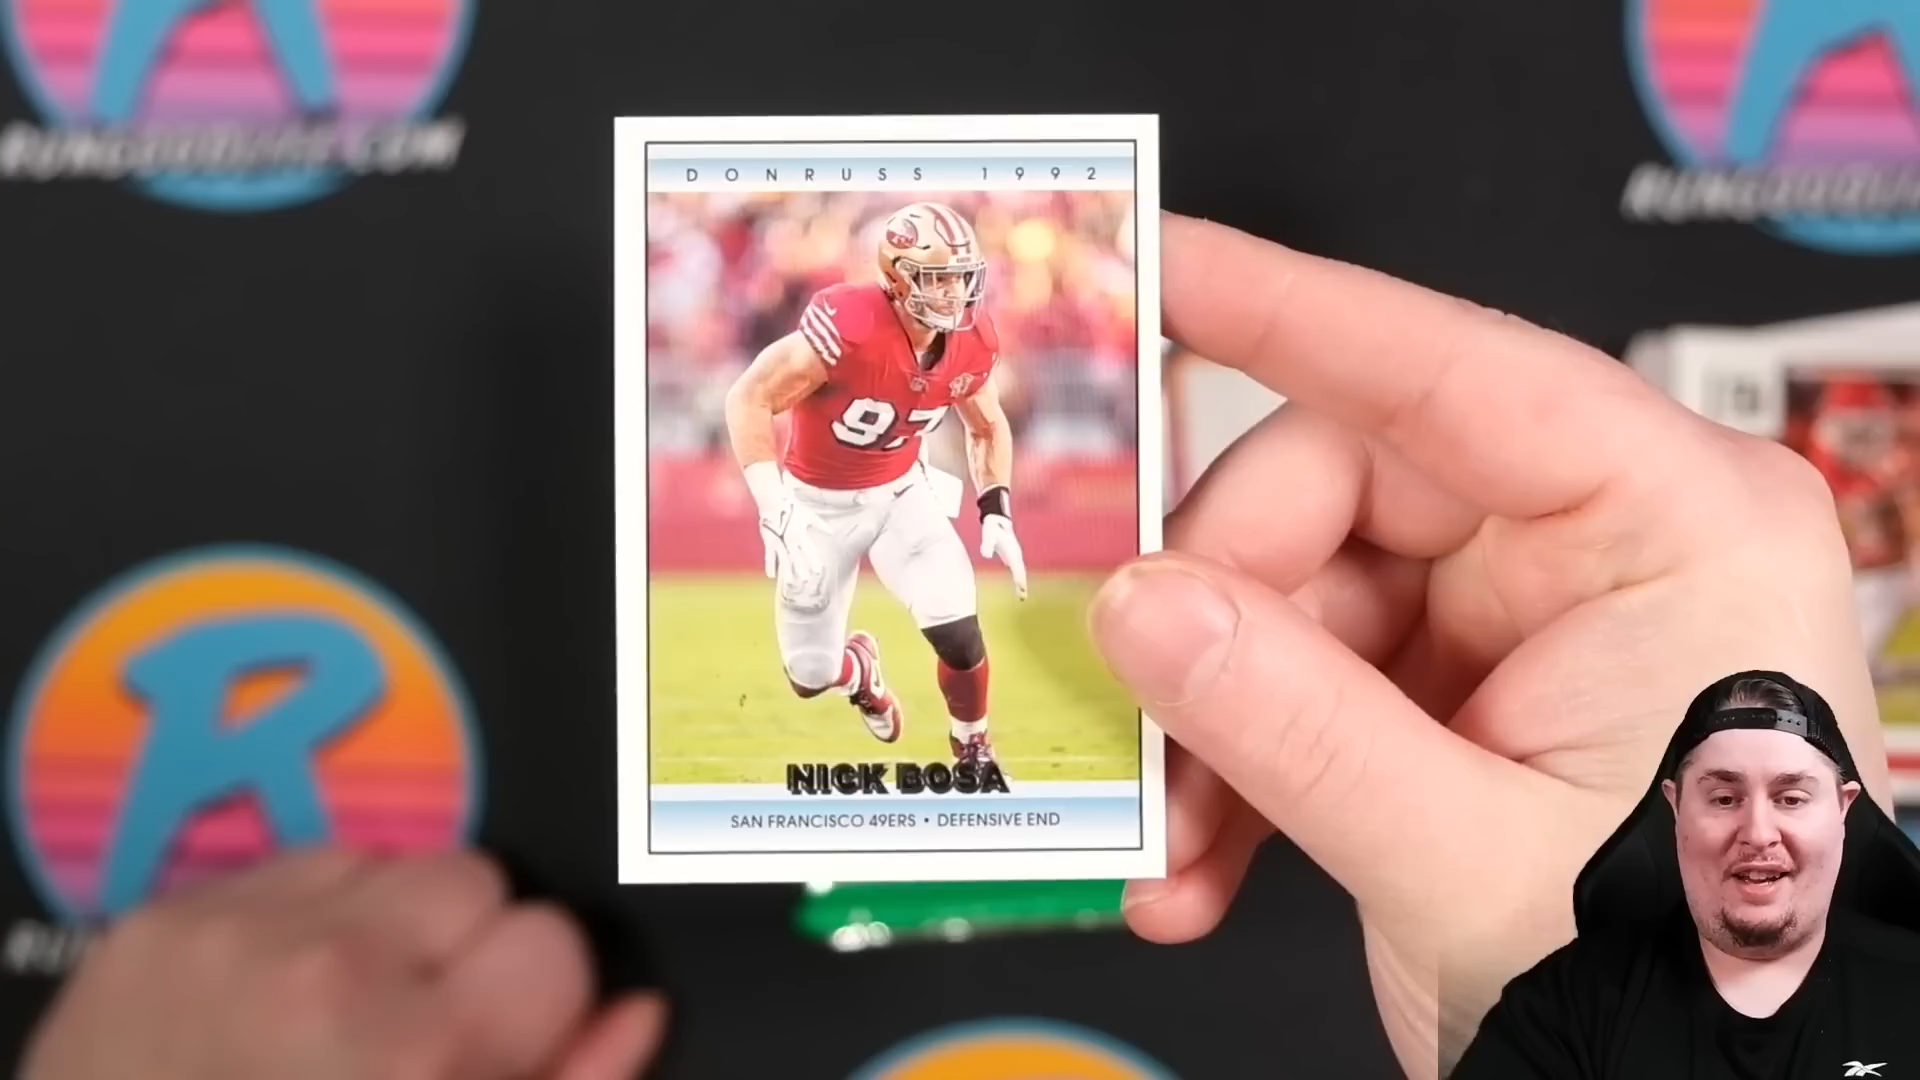 DONRUSS 1992
97
NICK BOSA
SAN FRANCISCO 49ERS • DEFENSIVE END
R